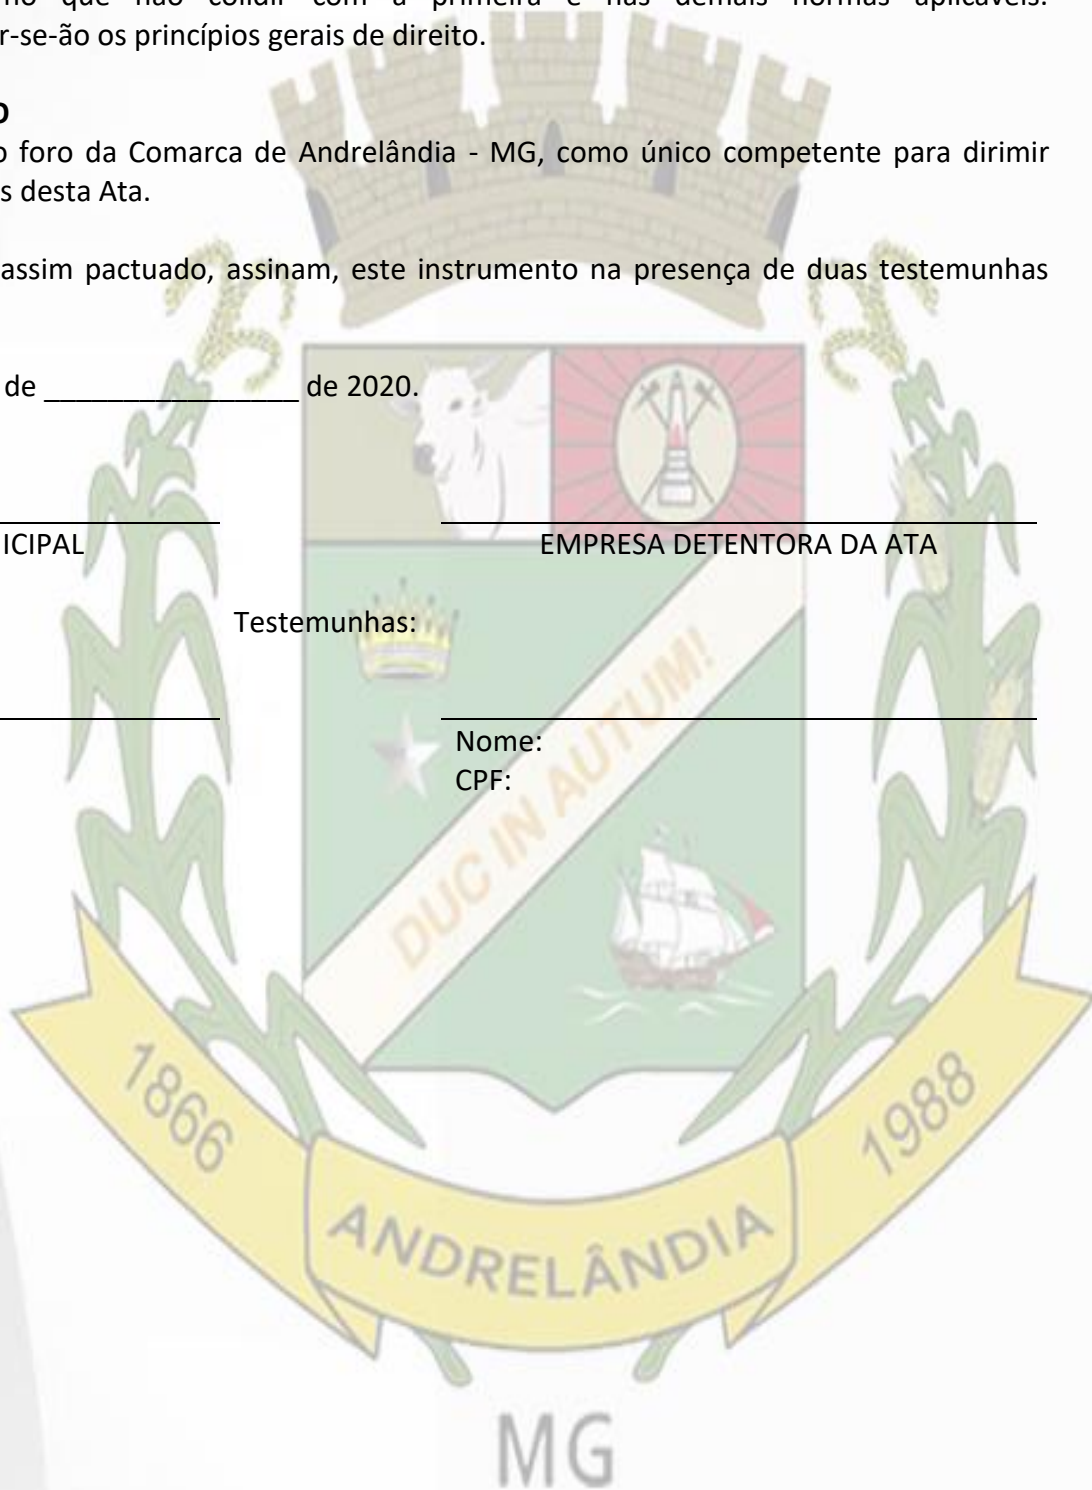 no que não colidir com a primeira e nas demais normas aplicáveis.
r-se-ão os princípios gerais de direito.
O
o foro da Comarca de Andrelândia - MG, como único competente para dirimir
s desta Ata.
assim pactuado, assinam, este instrumento na presença de duas testemunhas
de ________________ de 2020.
ICIPAL
EMPRESA DETENTORA DA ATA
Testemunhas:
Nome:
CPF:
DUC IN AUTUM!
1866
ANDRELÂNDIA
1988
MG